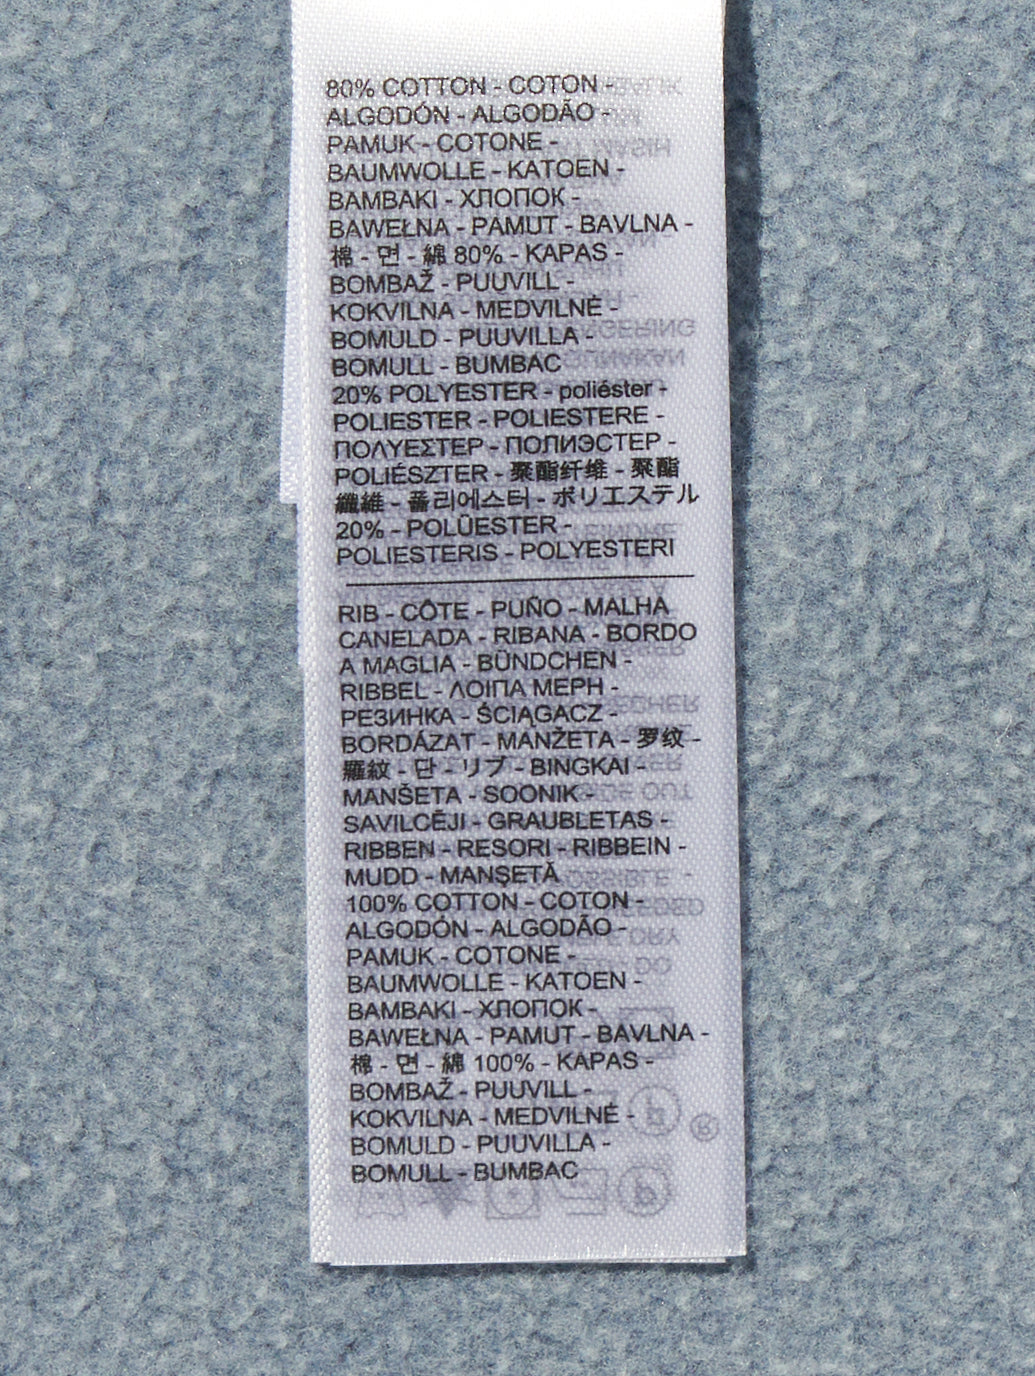 80% COTTON - COTON -
ALGODÓN - ALGODÃO -
PAMUK - COTONE -
BAUMWOLLE - KATOEN -
BAMBAKI - ХЛОПОК -
BAWEŁNA - PAMUT - BAVLNA -
棉 - 면 - 綿 80% - KAPAS -
BOMBAŽ - PUUVILL -
KOKVILNA - MEDVILNĖ -
BOMULD - PUUVILLA -
BOMULL - BUMBAC
20% POLYESTER - poliéster -
POLIESTER - POLIESTERE -
ΠΟΛΥΕΣΤΕΡ - ПОЛИЭСТЕР -
POLIÉSZTER - 聚酯纤维 - 聚酯
纖維 - 폴리에스터 - ポリエステル
20% - POLÜESTER -
POLIESTERIS - POLYESTERI
RIB - CÔTE - PUÑO - MALHA
CANELADA - RIBANA - BORDO
A MAGLIA - BÜNDCHEN -
RIBBEL - ΛΟΙΠΑ ΜΕΡΗ -
РЕЗИНКА - ŚCIĄGACZ -
BORDÁZAT - MANŽETA - 罗纹 -
羅紋 - 단 - リブ - BINGKAI -
MANŠETA - SOONIK -
SAVILCĒJI - GRAUBLETAS -
RIBBEN - RESORI - RIBBEIN -
MUDD - MANȘETĂ
100% COTTON - COTON -
ALGODÓN - ALGODÃO -
PAMUK - COTONE -
BAUMWOLLE - KATOEN -
BAMBAKI - ХЛОПОК -
BAWEŁNA - PAMUT - BAVLNA -
棉 - 면 - 綿 100% - KAPAS -
BOMBAŽ - PUUVILL -
KOKVILNA - MEDVILNĖ -
BOMULD - PUUVILLA -
BOMULL - BUMBAC